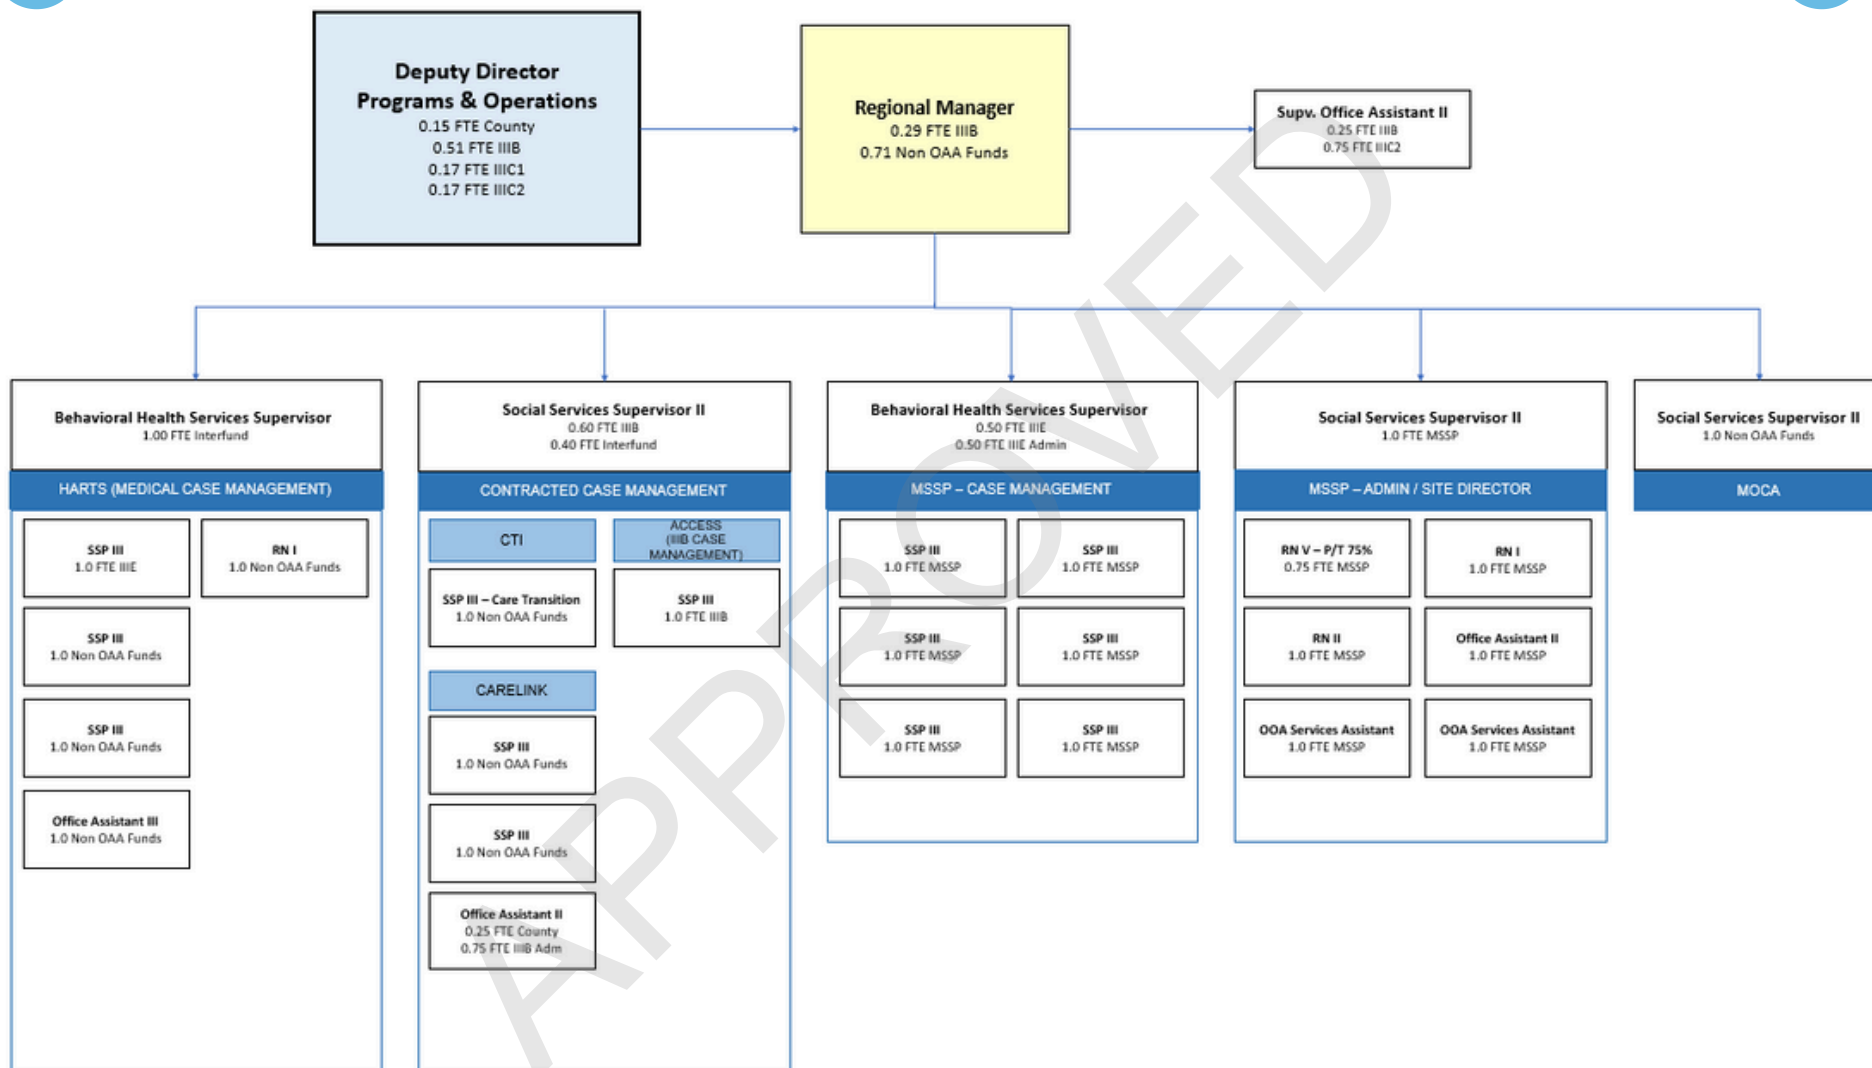 Deputy Director
Programs & Operations
0.15 FTE County
0.51 FTE IIIB
0.17 FTE IIIC1
0.17 FTE IIIC2
Regional Manager
0.29 FTE IIIB
0.71 Non OAA Funds
Supv. Office Assistant II
0.25 FTE IIIB
0.75 FTE IIIC2
Behavioral Health Services Supervisor
1.00 FTE Interfund
HARTS (MEDICAL CASE MANAGEMENT)
SSP III
1.0 FTE IIIE
RN I
1.0 Non OAA Funds
SSP III
1.0 Non OAA Funds
SSP III
1.0 Non OAA Funds
Office Assistant III
1.0 Non OAA Funds
Social Services Supervisor II
0.60 FTE IIIB
0.40 FTE Interfund
CONTRACTED CASE MANAGEMENT
CTI
SSP III – Care Transition
1.0 Non OAA Funds
ACCESS
(IIIB CASE
MANAGEMENT)
SSP III
1.0 FTE IIIB
CARELINK
SSP III
1.0 Non OAA Funds
SSP III
1.0 Non OAA Funds
Office Assistant II
0.25 FTE County
0.75 FTE IIIB Adm
Behavioral Health Services Supervisor
0.50 FTE IIIE
0.50 FTE IIIE Admin
MSSP – CASE MANAGEMENT
SSP III
1.0 FTE MSSP
SSP III
1.0 FTE MSSP
SSP III
1.0 FTE MSSP
SSP III
1.0 FTE MSSP
SSP III
1.0 FTE MSSP
SSP III
1.0 FTE MSSP
Social Services Supervisor II
1.0 FTE MSSP
MSSP – ADMIN / SITE DIRECTOR
RN V – P/T 75%
0.75 FTE MSSP
RN I
1.0 FTE MSSP
RN II
1.0 FTE MSSP
Office Assistant II
1.0 FTE MSSP
OOA Services Assistant
1.0 FTE MSSP
OOA Services Assistant
1.0 FTE MSSP
Social Services Supervisor II
1.0 Non OAA Funds
MOCA
APPROVED